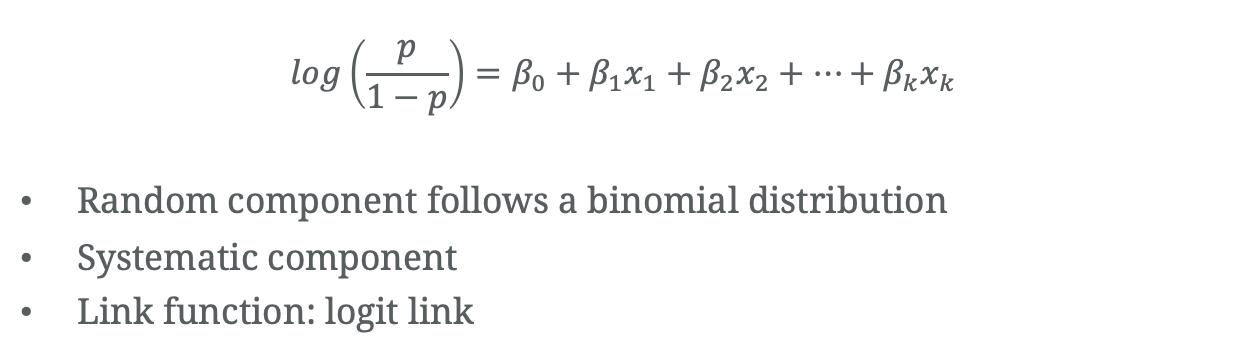 log(p / 1 − p) = β₀ + β₁x₁ + β₂x₂ + ⋯ + βₖxₖ
• Random component follows a binomial distribution
• Systematic component
• Link function: logit link